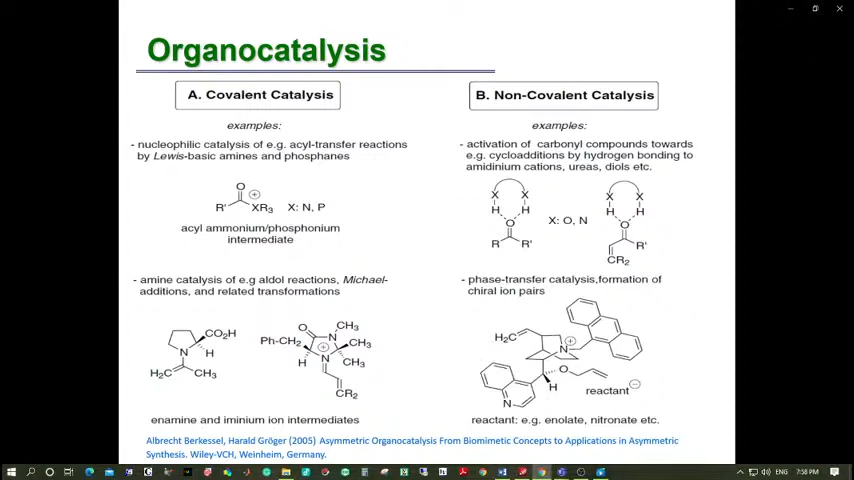 Organocatalysis
A. Covalent Catalysis
examples:
- nucleophilic catalysis of e.g. acyl-transfer reactions
by Lewis-basic amines and phosphanes
O
R'
XR3
X: N, P
acyl ammonium/phosphonium
intermediate
- amine catalysis of e.g aldol reactions, Michael-
additions, and related transformations
CO2H
N
H
H2C
CH3
O
CH3
N
Ph-CH2
CH3
H
N
CH3
CR2
enamine and iminium ion intermediates
B. Non-Covalent Catalysis
examples:
- activation of carbonyl compounds towards
e.g. cycloadditions by hydrogen bonding to
amidinium cations, ureas, diols etc.
X X
H H
O
R R'
X: O, N
X X
H H
O
R'
CR2
- phase-transfer catalysis,formation of
chiral ion pairs
H2C
N
O
H
N
reactant
reactant: e.g. enolate, nitronate etc.
Albrecht Berkessel, Harald Gröger (2005) Asymmetric Organocatalysis From Biomimetic Concepts to Applications in Asymmetric
Synthesis. Wiley-VCH, Weinheim, Germany.
ENG 7:58 PM